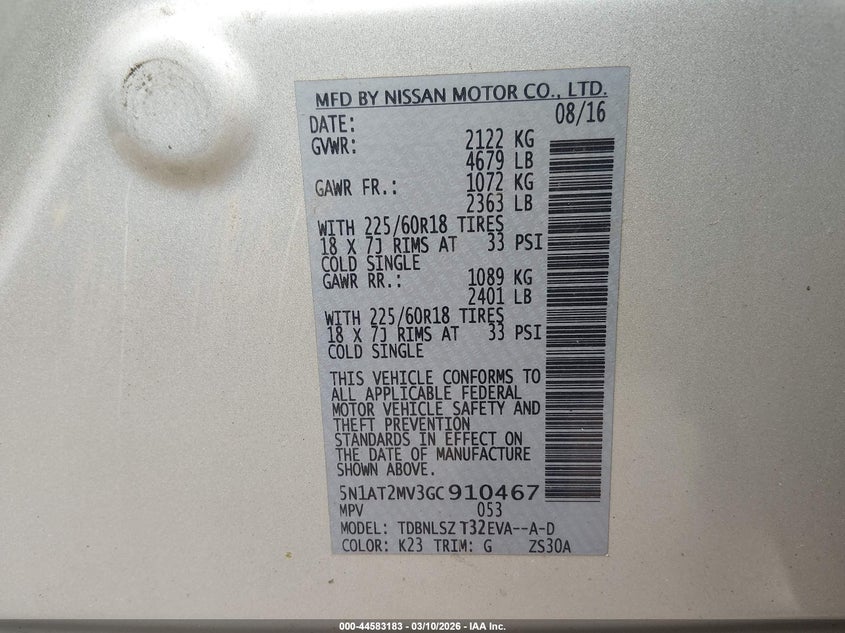 MFD BY NISSAN MOTOR CO., LTD.
DATE: 08/16
GVWR: 2122 KG
4679 LB
GAWR FR.: 1072 KG
2363 LB
WITH 225/60R18 TIRES
18 X 7J RIMS AT 33 PSI
COLD SINGLE
GAWR RR.: 1089 KG
2401 LB
WITH 225/60R18 TIRES
18 X 7J RIMS AT 33 PSI
COLD SINGLE
THIS VEHICLE CONFORMS TO
ALL APPLICABLE FEDERAL
MOTOR VEHICLE SAFETY AND
THEFT PREVENTION
STANDARDS IN EFFECT ON
THE DATE OF MANUFACTURE
SHOWN ABOVE.
5N1AT2MV3GC910467
MPV 053
MODEL: TDBNLSZ T32EVA--A-D
COLOR: K23 TRIM: G ZS30A
000-44583183 - 03/10/2026 - IAA Inc.